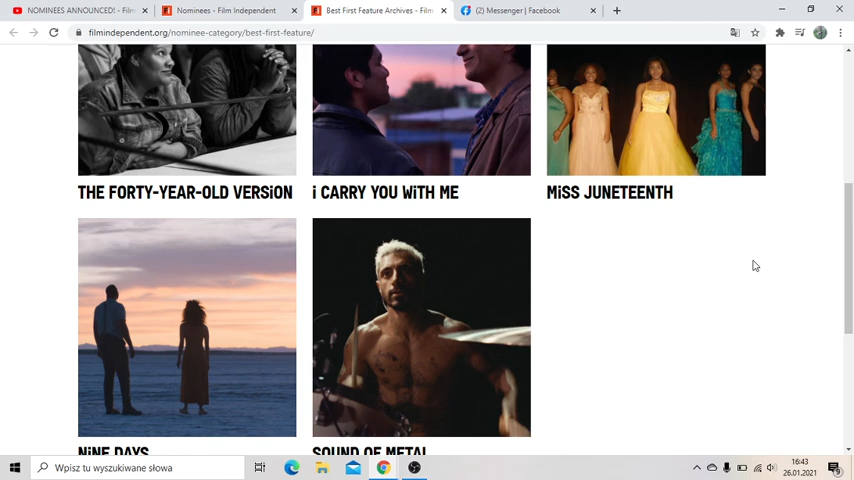 NOMINEES ANNOUNCED! - Film
Nominees - Film Independent
Best First Feature Archives - Film
(2) Messenger | Facebook
filmindependent.org/nominee-category/best-first-feature/
THE FORTY-YEAR-OLD VERSiON
i CARRY YOU WiTH ME
MiSS JUNETEENTH
NiNE DAYS
SOUND OF METAL
Wpisz tu wyszukiwane słowa
16:43
26.01.2021